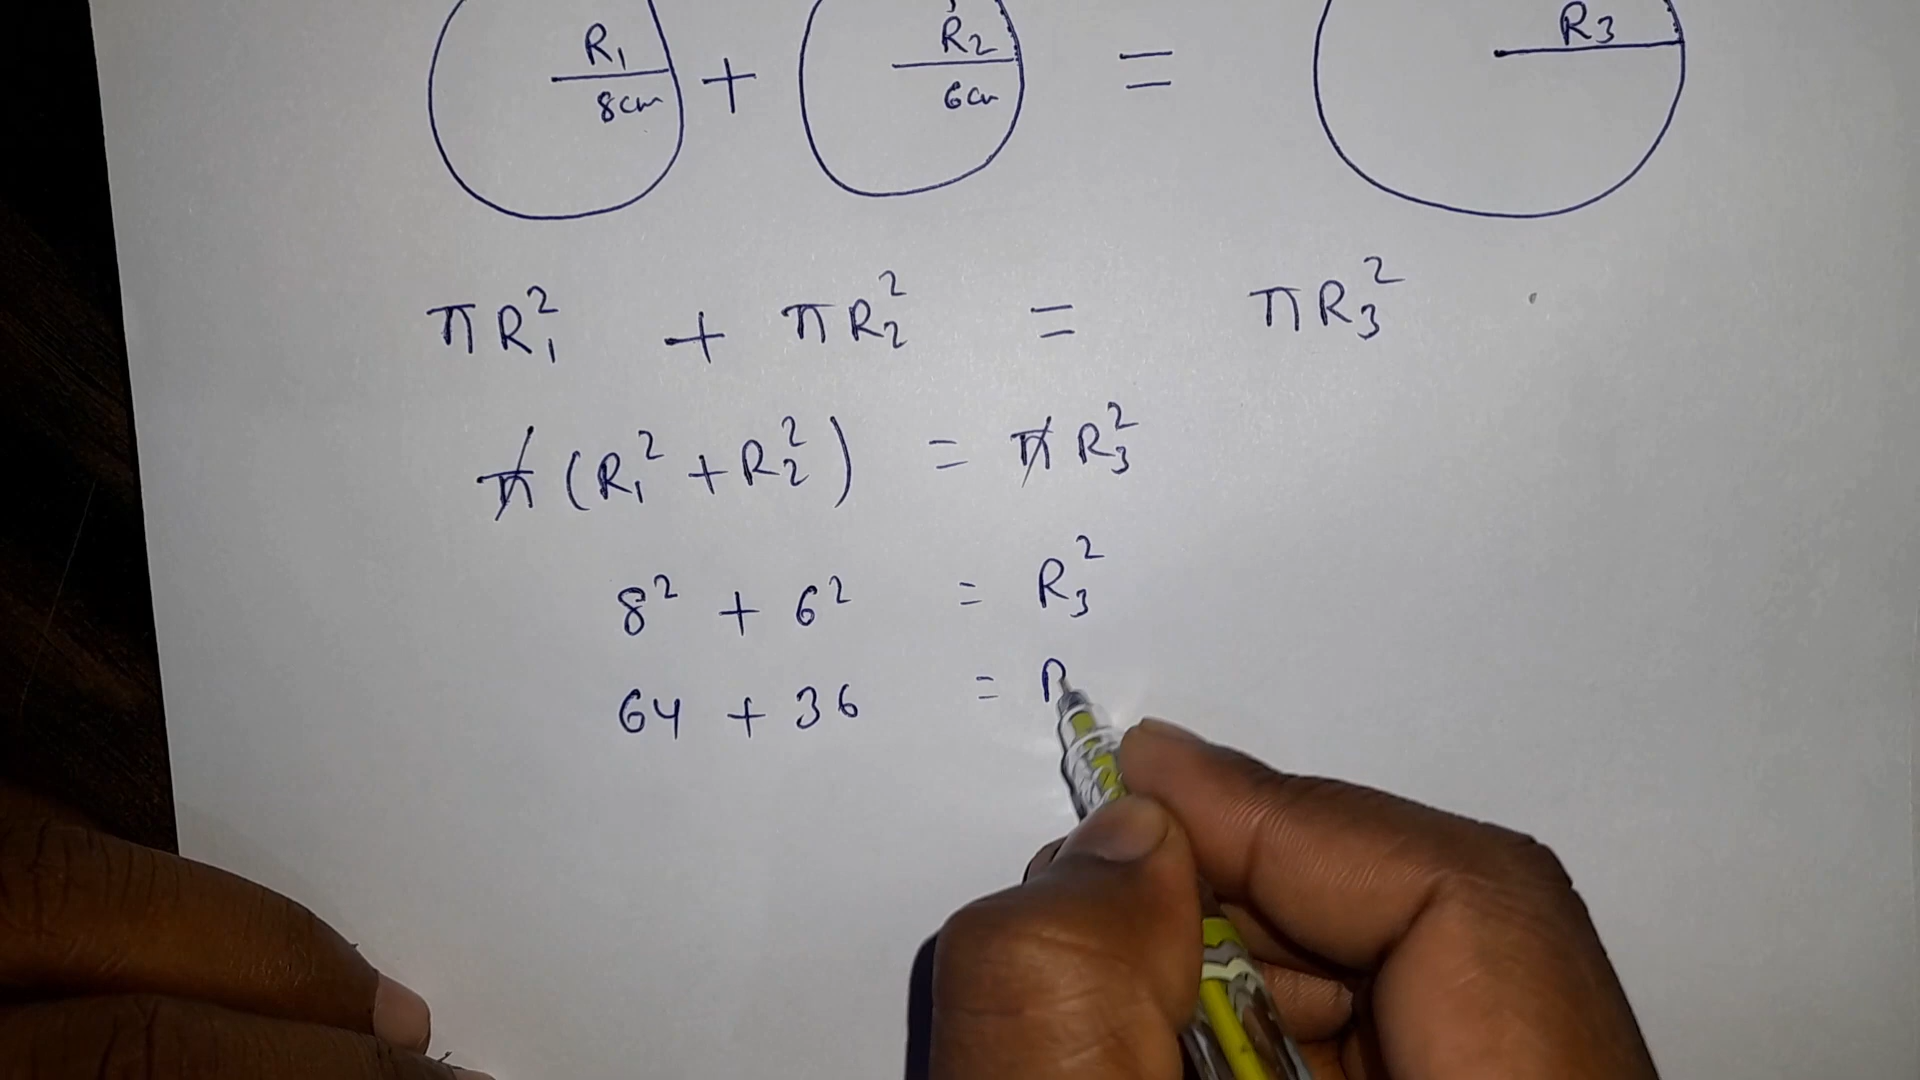 R₁ R₂ R₃
8cm + 6cm =
πR₁² + πR₂² = πR₃²
π(R₁² + R₂²) = πR₃²
8² + 6² = R₃²
64 + 36 = R